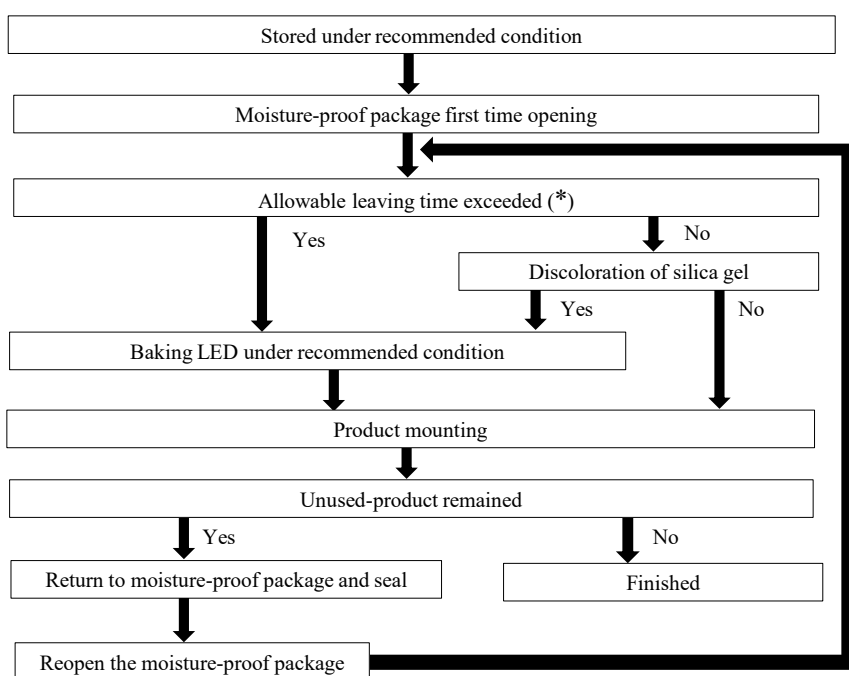 Stored under recommended condition
Moisture-proof package first time opening
Allowable leaving time exceeded (*)
Yes
No
Discoloration of silica gel
Yes
No
Baking LED under recommended condition
Product mounting
Unused-product remained
Yes
No
Return to moisture-proof package and seal
Finished
Reopen the moisture-proof package